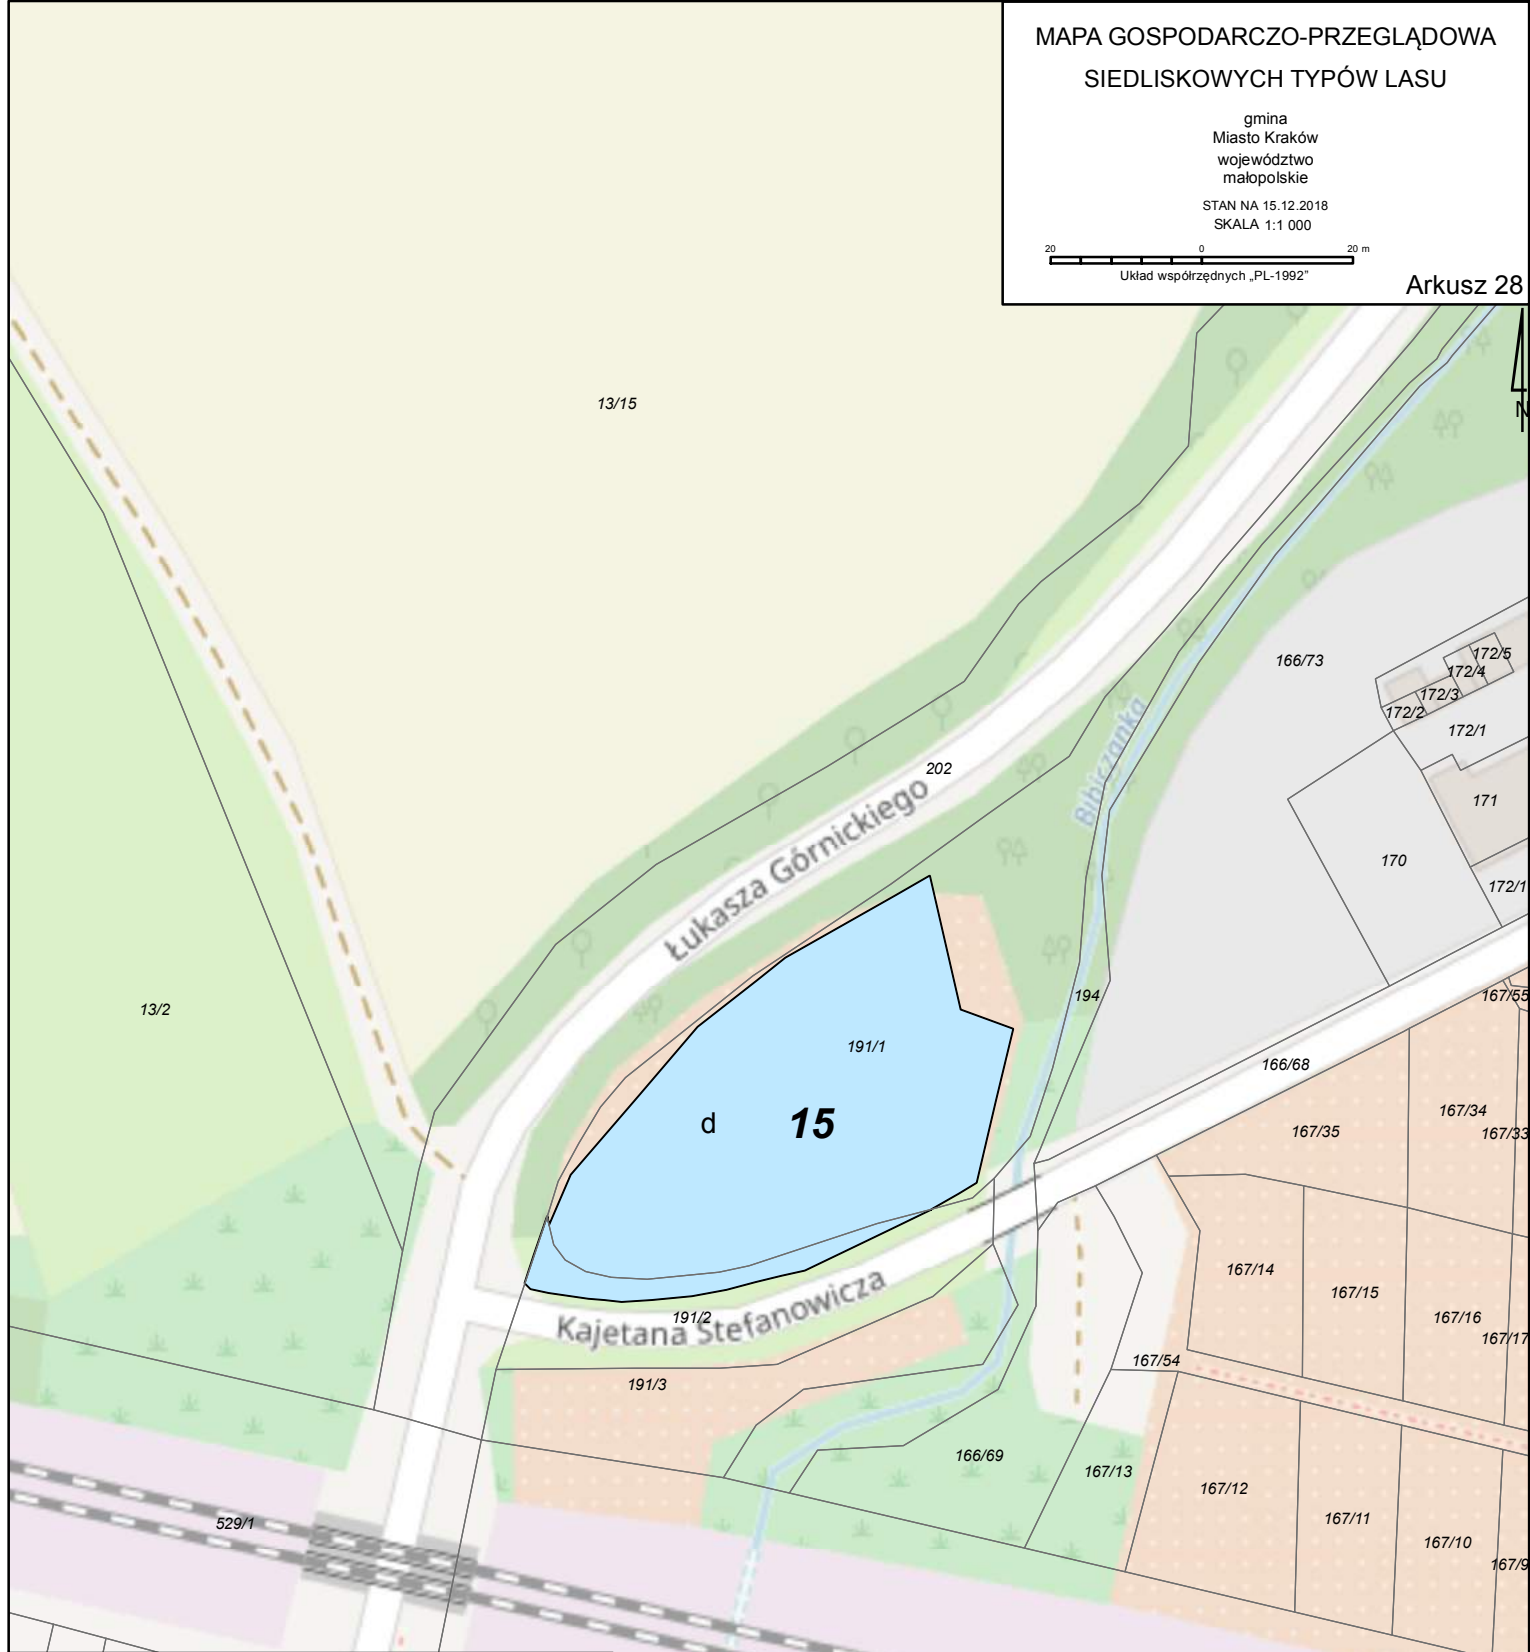 MAPA GOSPODARCZO-PRZEGLĄDOWA
SIEDLISKOWYCH TYPÓW LASU
gmina
Miasto Kraków
województwo
małopolskie
STAN NA 15.12.2018
SKALA 1:1 000
20 0 20 m
Układ współrzędnych „PL-1992”
Arkusz 28
N
13/15
166/73
172/5
172/4
172/3
172/2
172/1
202
Bibiczanka
Łukasza Górnickiego
171
170
172/1
13/2
194
167/55
191/1
166/68
d
15
167/34
167/35
167/33
167/14
167/15
191/2
Kajetana Stefanowicza
167/16
167/17
167/54
191/3
166/69
167/13
167/12
529/1
167/11
167/10
167/9